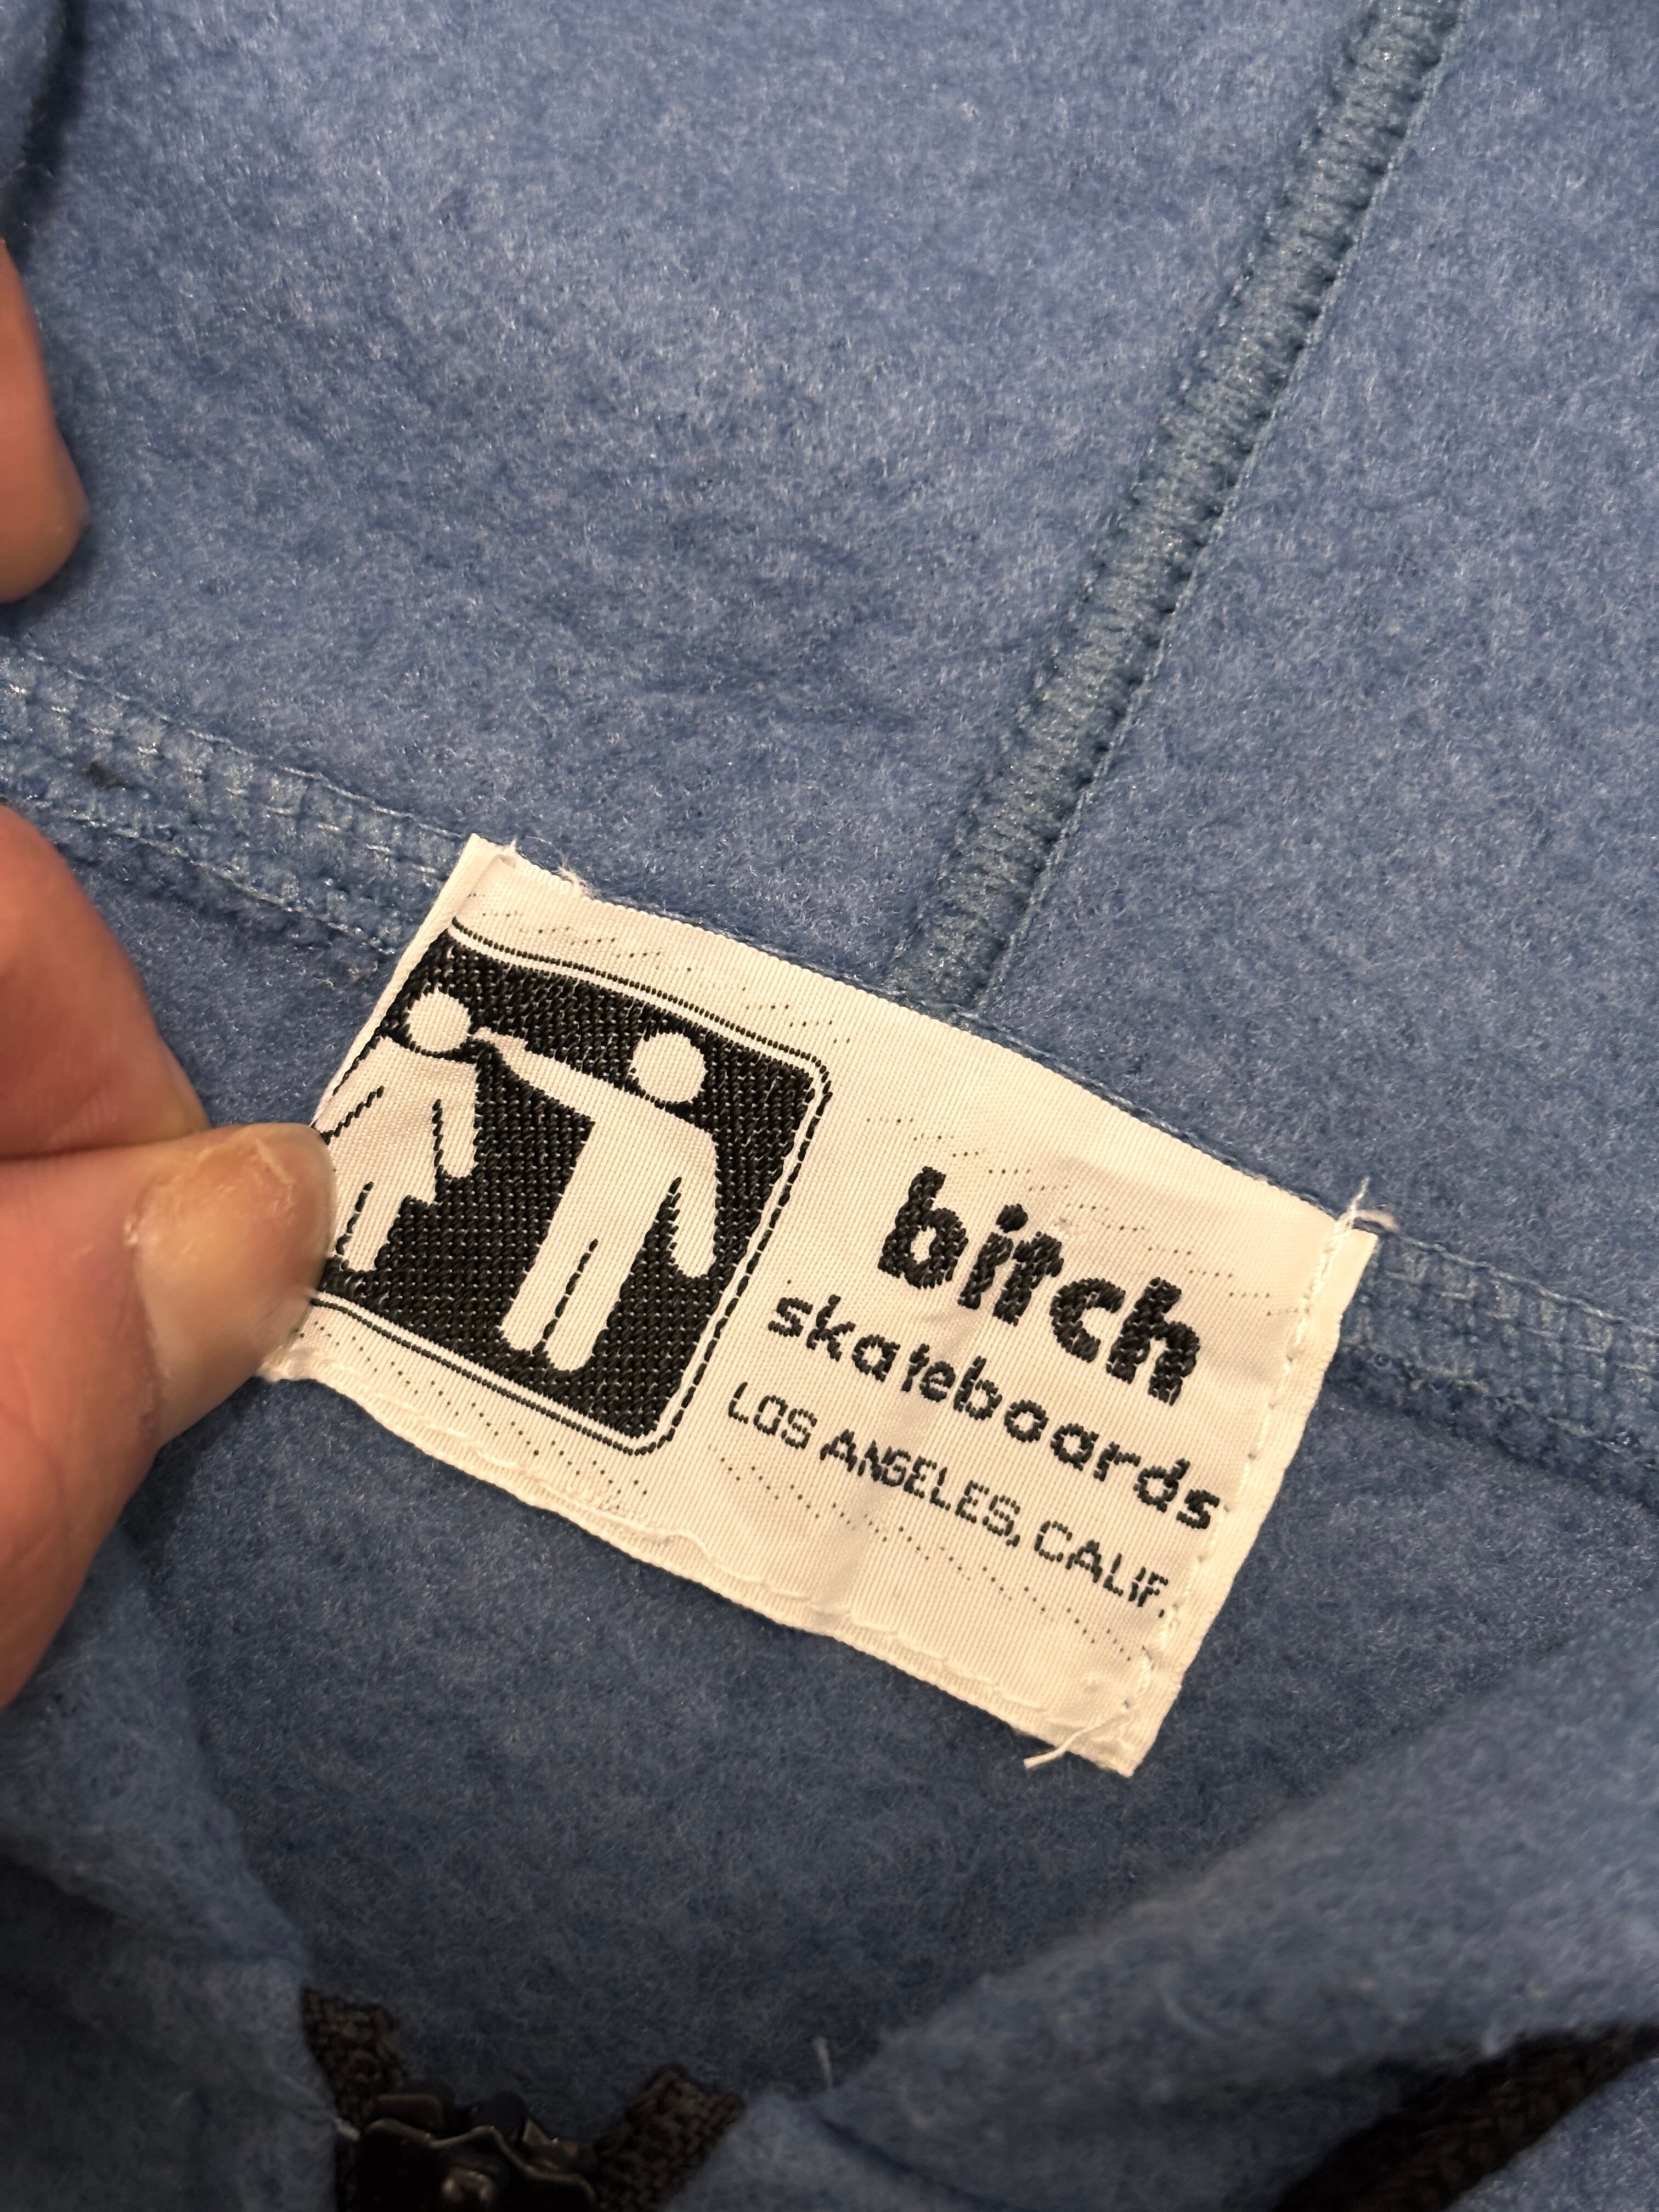 bitch
skateboards
LOS ANGELES, CALIF.